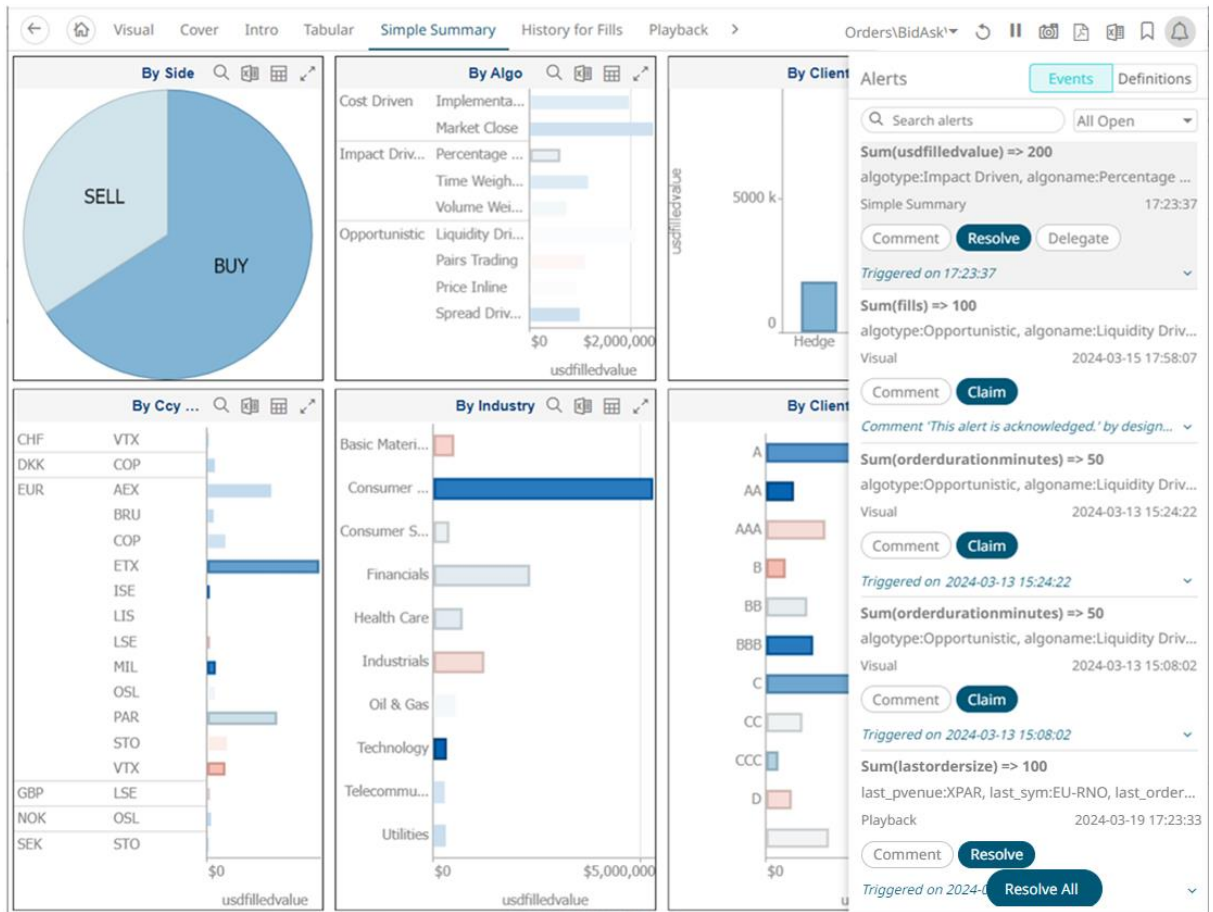 Visual Cover Intro Tabular Simple Summary History for Fills Playback > Orders\BidAsk\
By Side
SELL
BUY
By Algo
Cost Driven Implementa...
Market Close
Impact Driv... Percentage ...
Time Weigh...
Volume Wei...
Opportunistic Liquidity Dri...
Pairs Trading
Price Inline
Spread Driv...
$0 $2,000,000
usdfilledvalue
By Client
usdfilledvalue
5000 k
0
Hedge
By Ccy ...
CHF VTX
DKK COP
EUR AEX
BRU
COP
ETX
ISE
LIS
LSE
MIL
OSL
PAR
STO
VTX
GBP LSE
NOK OSL
SEK STO
$0
usdfilledvalue
By Industry
Basic Materi...
Consumer ...
Consumer S...
Financials
Health Care
Industrials
Oil & Gas
Technology
Telecommu...
Utilities
$0 $5,000,000
usdfilledvalue
By Client
A
AA
AAA
B
BB
BBB
C
CC
CCC
D
$0
u
Alerts Events Definitions
Search alerts All Open
Sum(usdfilledvalue) => 200
algotype:Impact Driven, algoname:Percentage ...
Simple Summary 17:23:37
Comment Resolve Delegate
Triggered on 17:23:37
Sum(fills) => 100
algotype:Opportunistic, algoname:Liquidity Driv...
Visual 2024-03-15 17:58:07
Comment Claim
Comment 'This alert is acknowledged.' by design...
Sum(orderdurationminutes) => 50
algotype:Opportunistic, algoname:Liquidity Driv...
Visual 2024-03-13 15:24:22
Comment Claim
Triggered on 2024-03-13 15:24:22
Sum(orderdurationminutes) => 50
algotype:Opportunistic, algoname:Liquidity Driv...
Visual 2024-03-13 15:08:02
Comment Claim
Triggered on 2024-03-13 15:08:02
Sum(lastordersize) => 100
last_pvenue:XPAR, last_sym:EU-RNO, last_order...
Playback 2024-03-19 17:23:33
Comment Resolve
Triggered on 2024-0
Resolve All